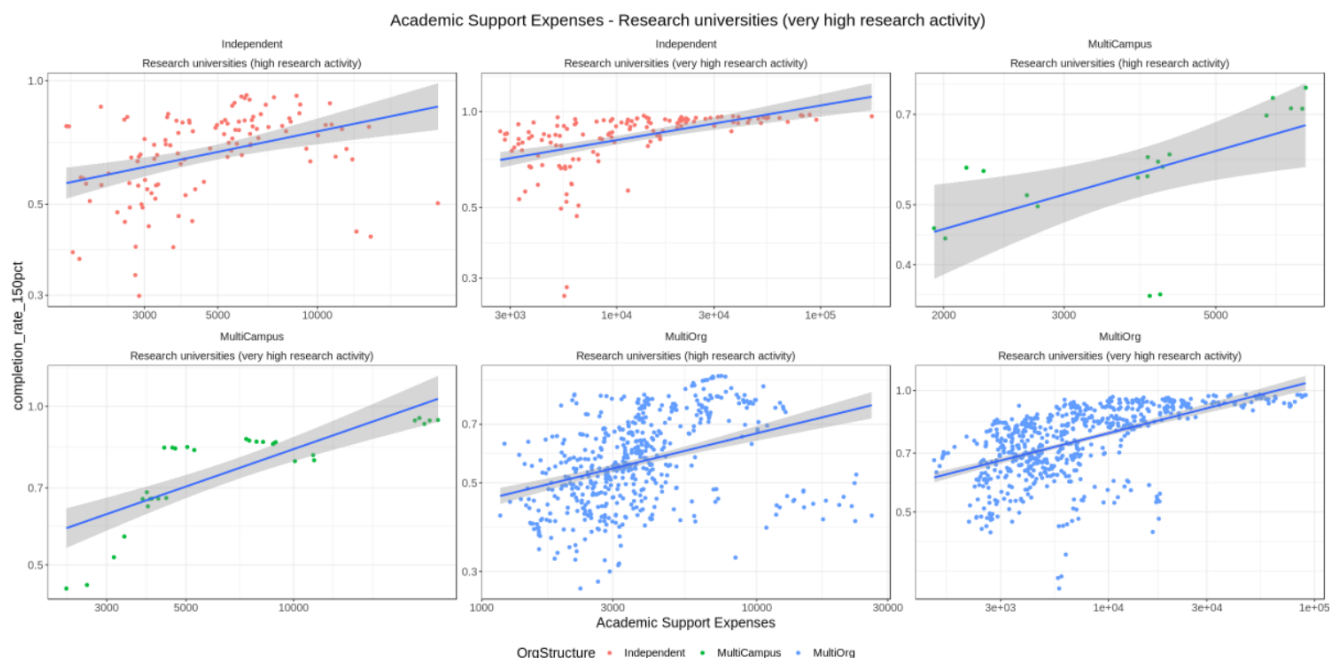 Academic Support Expenses - Research universities (very high research activity)
Independent
Research universities (high research activity)
1.0
0.5
0.3
3000 5000 10000
Independent
Research universities (very high research activity)
1.0
0.5
0.3
3e+03 1e+04 3e+04 1e+05
MultiCampus
Research universities (high research activity)
0.7
0.5
0.4
2000 3000 5000
completion_rate_150pct
MultiCampus
Research universities (very high research activity)
1.0
0.7
0.5
3000 5000 10000
MultiOrg
Research universities (high research activity)
0.7
0.5
0.3
1000 3000 10000 30000
MultiOrg
Research universities (very high research activity)
1.0
0.7
0.5
3e+03 1e+04 3e+04 1e+05
Academic Support Expenses
OrgStructure Independent MultiCampus MultiOrg